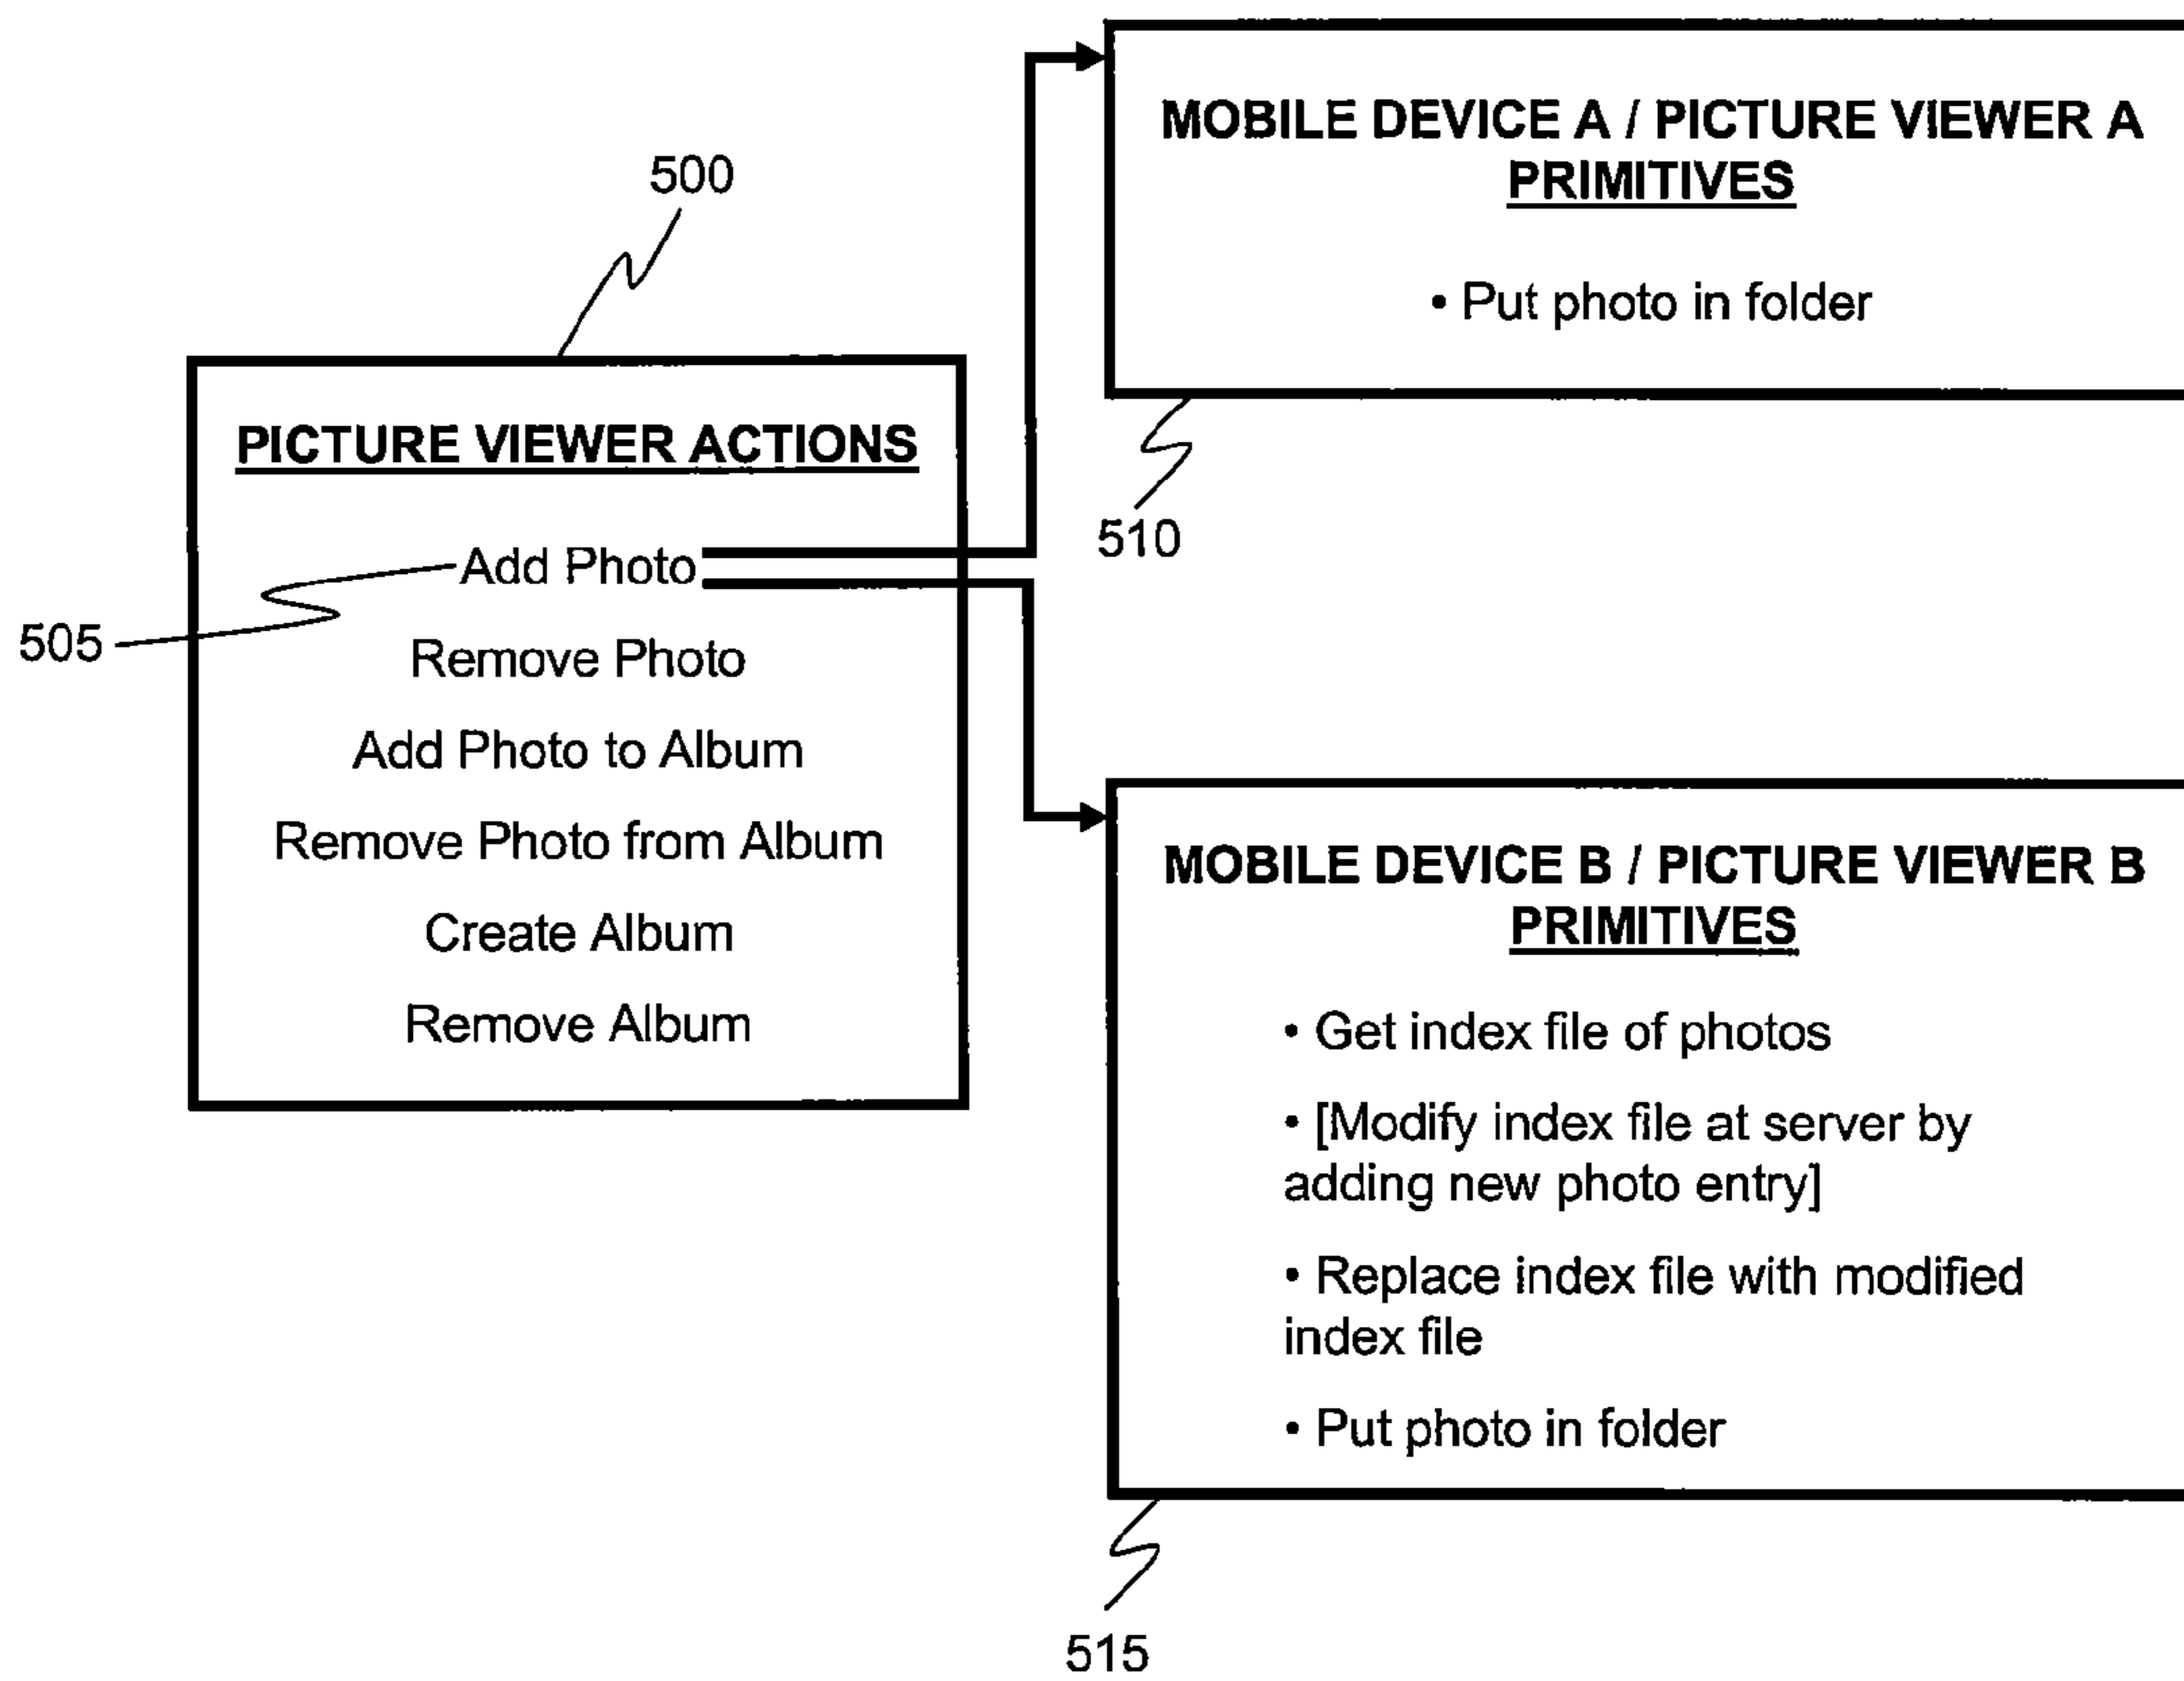 500
PICTURE VIEWER ACTIONS
505
Add Photo
Remove Photo
Add Photo to Album
Remove Photo from Album
Create Album
Remove Album
MOBILE DEVICE A / PICTURE VIEWER A
PRIMITIVES
• Put photo in folder
510
MOBILE DEVICE B / PICTURE VIEWER B
PRIMITIVES
• Get index file of photos
• [Modify index file at server by
adding new photo entry]
• Replace index file with modified
index file
• Put photo in folder
515